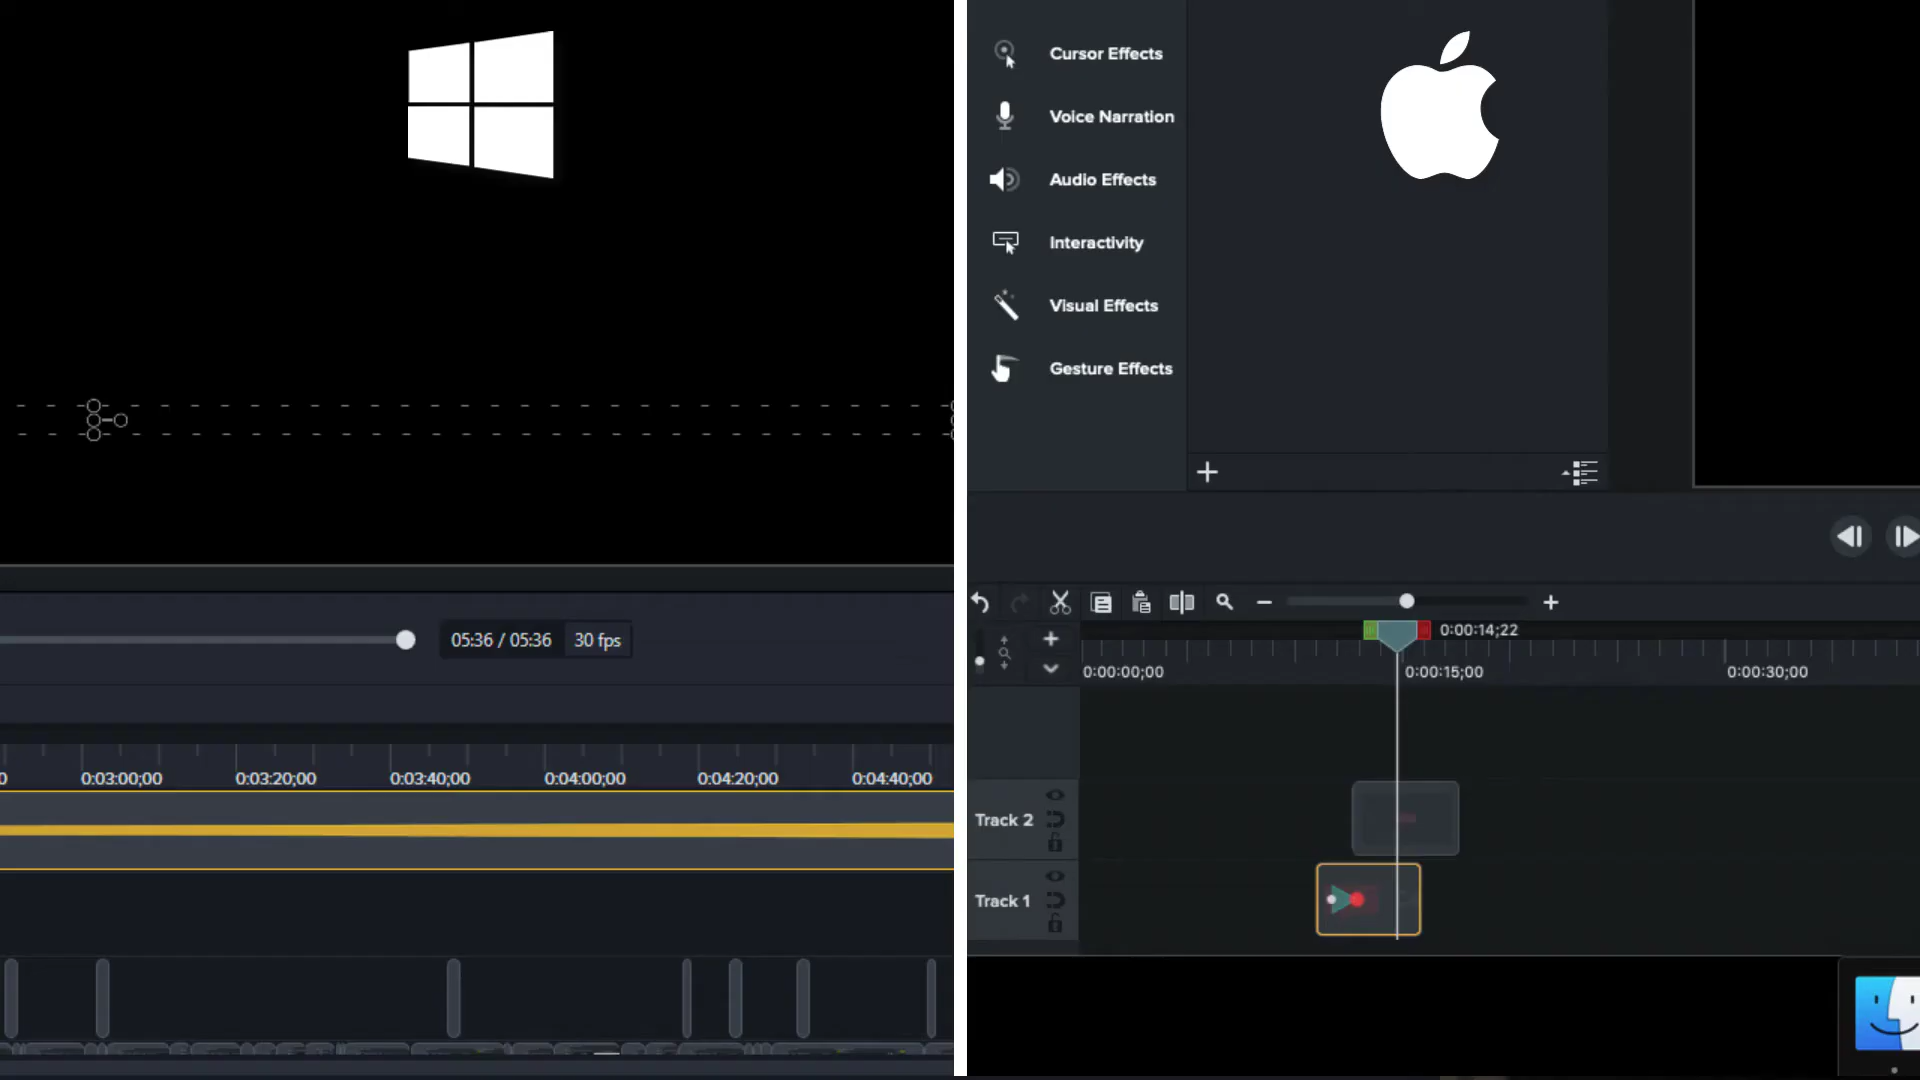 Cursor Effects
Voice Narration
Audio Effects
Interactivity
Visual Effects
Gesture Effects
05:36 / 05:36 30 fps
0:03:00;00 0:03:20;00 0:03:40;00 0:04:00;00 0:04:20;00 0:04:40;00
0:00:14;22
0:00:00;00 0:00:15;00 0:00:30;00
Track 2
Track 1